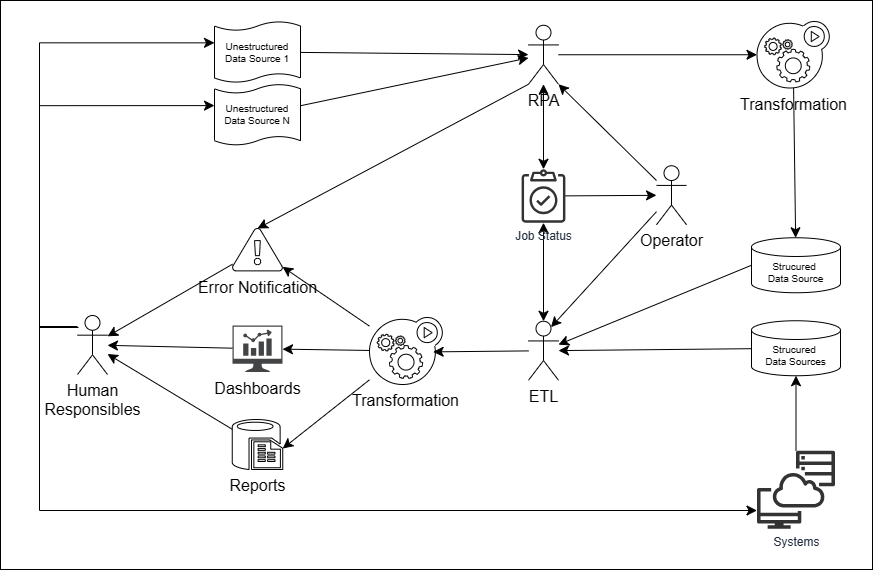 Unestructured
Data Source 1
Unestructured
Data Source N
RPA
Transformation
Job Status
Operator
Strucured
Data Source
Error Notification
Human
Responsibles
Dashboards
Transformation
ETL
Strucured
Data Sources
Reports
Systems